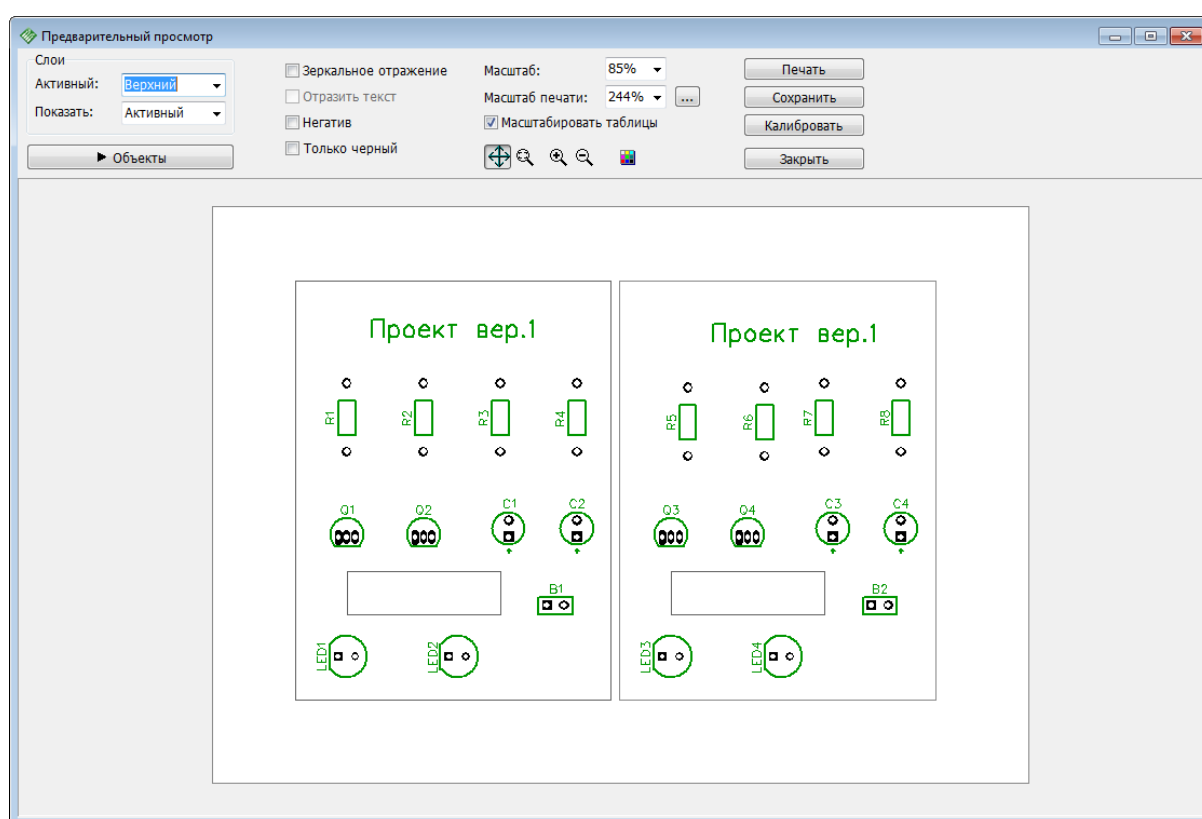 Предварительный просмотр
Слои
Активный: Верхний
Показать: Активный
Объекты
Зеркальное отражение
Отразить текст
Негатив
Только черный
Масштаб: 85%
Масштаб печати: 244% ...
Масштабировать таблицы
Печать
Сохранить
Калибровать
Закрыть
Проект вер.1
R1 R2 R3 R4
Q1 Q2 C1 C2
B1
LED1 LED2
Проект вер.1
R5 R6 R7 R8
Q3 Q4 C3 C4
B2
LED3 LED4